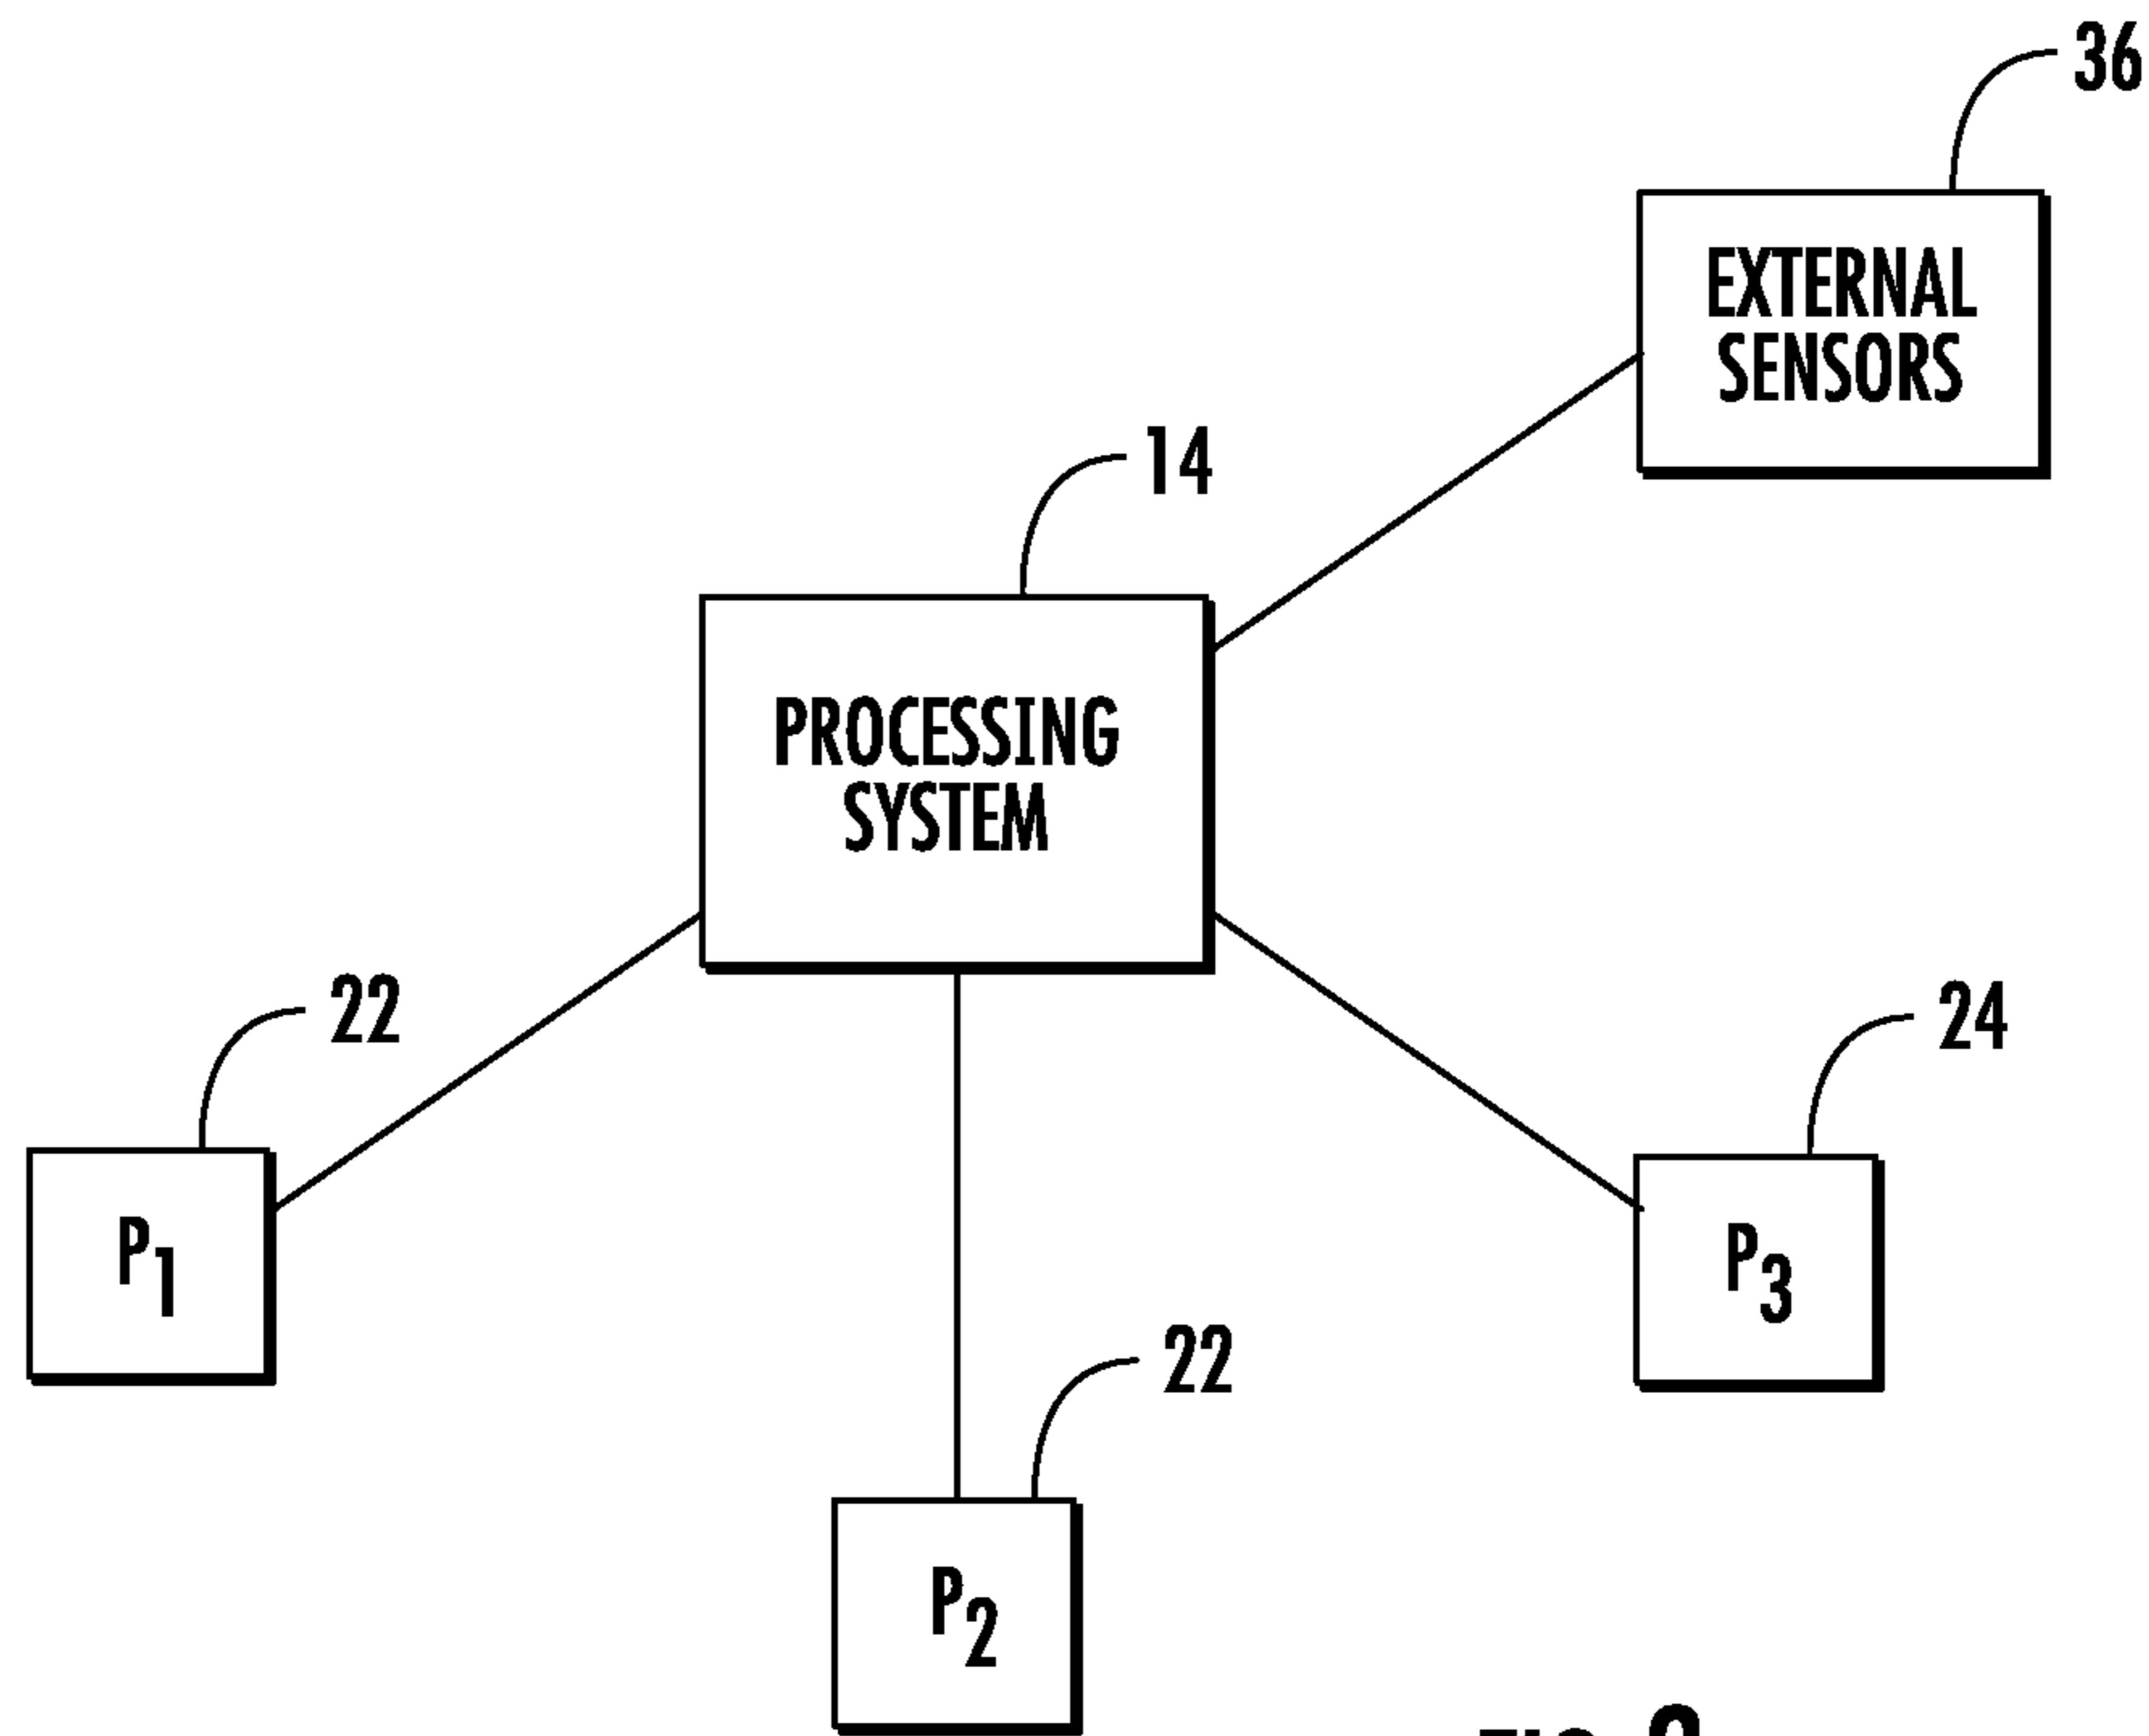 36
EXTERNAL
SENSORS
14
PROCESSING
SYSTEM
22
24
P1
P3
22
P2